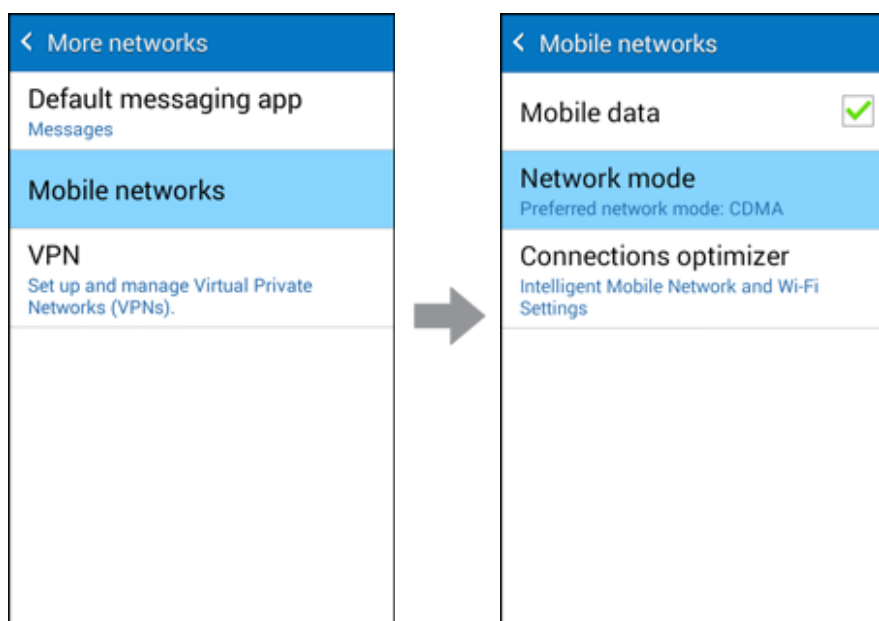 More networks
Default messaging app
Messages
Mobile networks
VPN
Set up and manage Virtual Private
Networks (VPNs).
Mobile networks
Mobile data
Network mode
Preferred network mode: CDMA
Connections optimizer
Intelligent Mobile Network and Wi-Fi
Settings